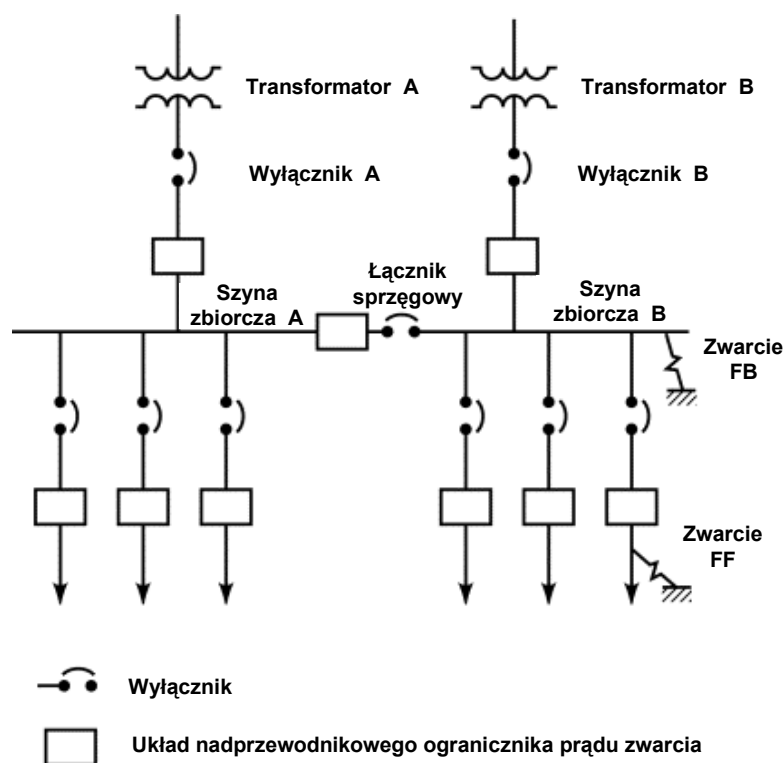 Transformator A
Transformator B
Wyłącznik A
Wyłącznik B
Łącznik
sprzęgowy
Szyna
zbiorcza A
Szyna
zbiorcza B
Zwarcie
FB
Zwarcie
FF
Wyłącznik
Układ nadprzewodnikowego ogranicznika prądu zwarcia